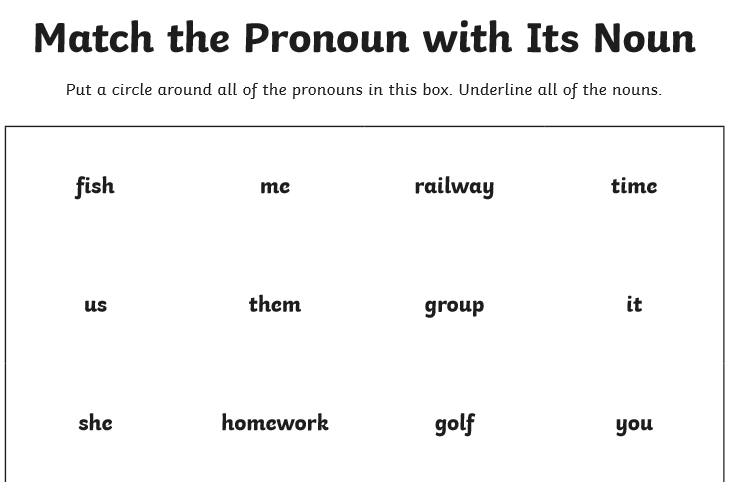 Match the Pronoun with Its Noun
Put a circle around all of the pronouns in this box. Underline all of the nouns.
fish me railway time
us them group it
she homework golf you